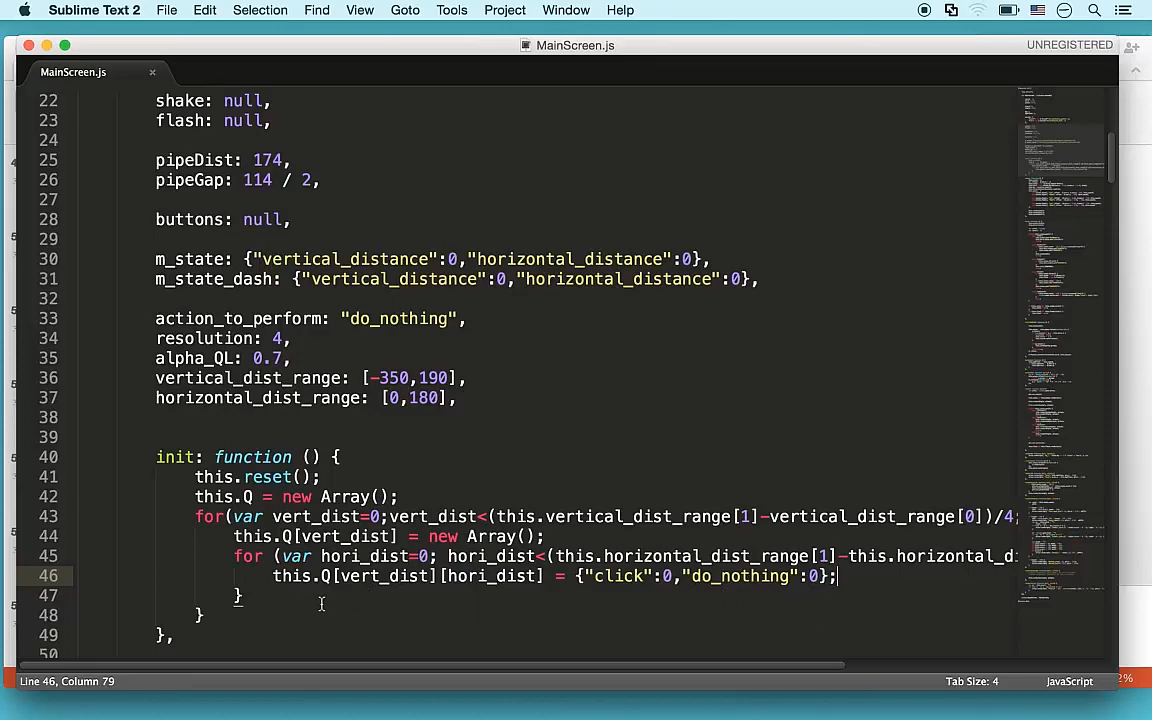 Sublime Text 2 File Edit Selection Find View Goto Tools Project Window Help
MainScreen.js
UNREGISTERED
MainScreen.js ×
22 shake: null,
23 flash: null,
24
25 pipeDist: 174,
26 pipeGap: 114 / 2,
27
28 buttons: null,
29
30 m_state: {"vertical_distance":0,"horizontal_distance":0},
31 m_state_dash: {"vertical_distance":0,"horizontal_distance":0},
32
33 action_to_perform: "do_nothing",
34 resolution: 4,
35 alpha_QL: 0.7,
36 vertical_dist_range: [-350,190],
37 horizontal_dist_range: [0,180],
38
39
40 init: function () {
41 this.reset();
42 this.Q = new Array();
43 for(var vert_dist=0;vert_dist<(this.vertical_dist_range[1]-vertical_dist_range[0])/4;
44 this.Q[vert_dist] = new Array();
45 for (var hori_dist=0; hori_dist<(this.horizontal_dist_range[1]-this.horizontal_di
46 this.Q[vert_dist][hori_dist] = {"click":0,"do_nothing":0};
47 }
48 }
49 },
50
Line 46, Column 79
Tab Size: 4
JavaScript
2%